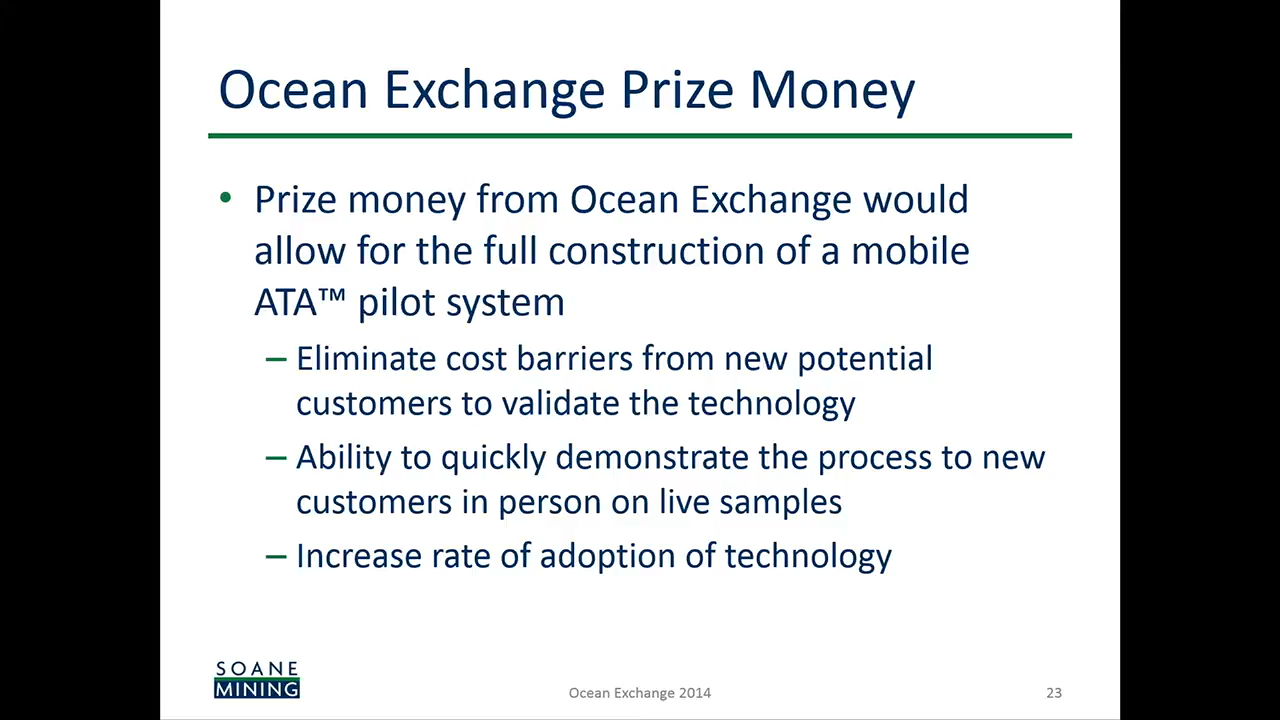 Ocean Exchange Prize Money
• Prize money from Ocean Exchange would
allow for the full construction of a mobile
ATA™ pilot system
– Eliminate cost barriers from new potential
customers to validate the technology
– Ability to quickly demonstrate the process to new
customers in person on live samples
– Increase rate of adoption of technology
SOANE
MINING
Ocean Exchange 2014
23